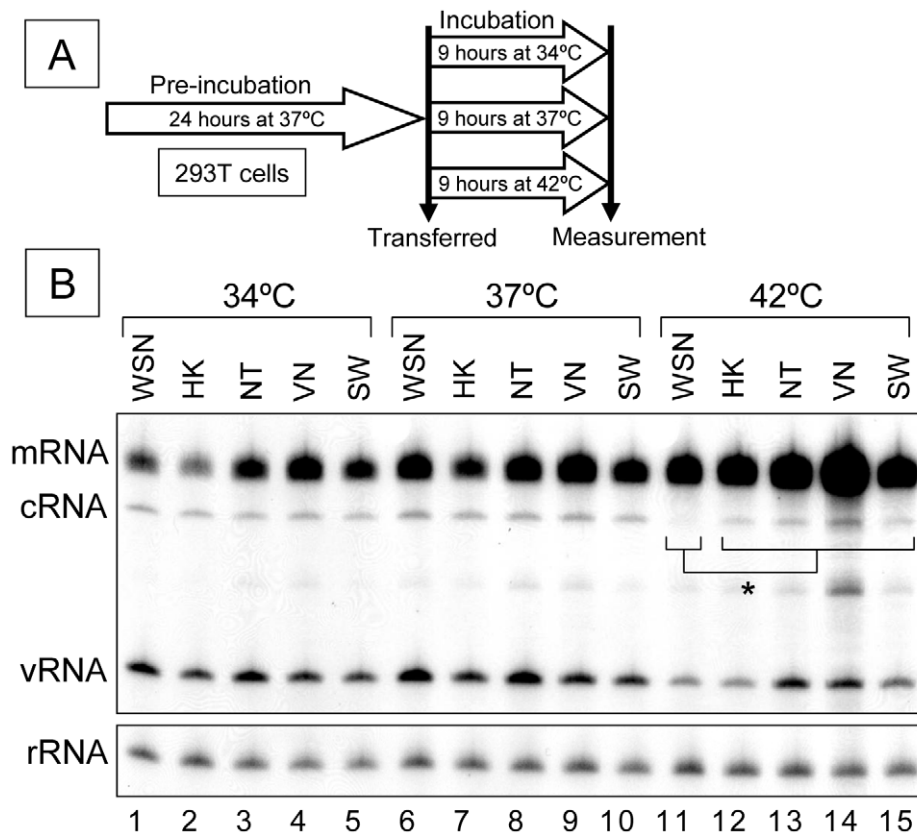 A
Pre-incubation
24 hours at 37ºC
293T cells
Incubation
9 hours at 34ºC
9 hours at 37ºC
9 hours at 42ºC
Transferred
Measurement
B
34ºC 37ºC 42ºC
WSN HK NT VN SW WSN HK NT VN SW WSN HK NT VN SW
mRNA
cRNA
*
vRNA
rRNA
1 2 3 4 5 6 7 8 9 10 11 12 13 14 15